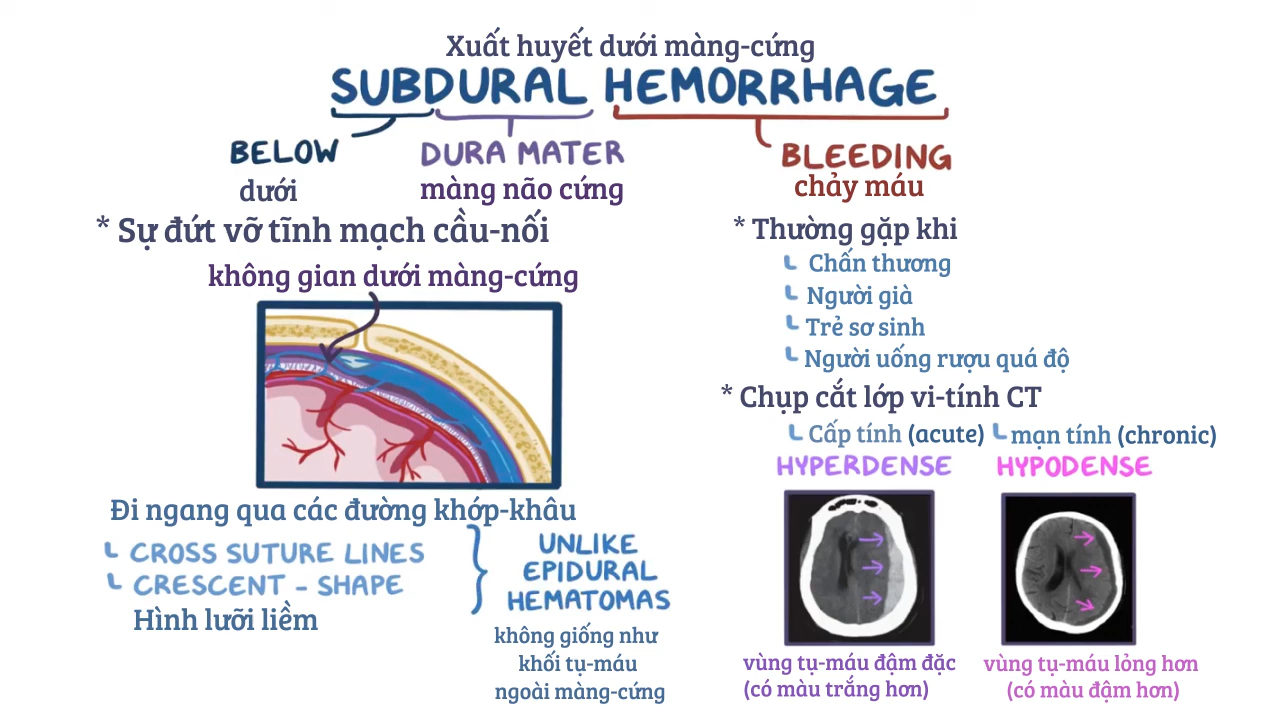 Xuất huyết dưới màng-cứng
SUBDURAL HEMORRHAGE
BELOW
dưới
DURA MATER
màng não cứng
BLEEDING
chảy máu
* Sự đứt vỡ tĩnh mạch cầu-nối
không gian dưới màng-cứng
Đi ngang qua các đường khớp-khâu
CROSS SUTURE LINES
CRESCENT - SHAPE
Hình lưỡi liềm
UNLIKE
EPIDURAL
HEMATOMAS
không giống như
khối tụ-máu
ngoài màng-cứng
* Thường gặp khi
Chấn thương
Người già
Trẻ sơ sinh
Người uống rượu quá độ
* Chụp cắt lớp vi-tính CT
Cấp tính (acute)
HYPERDENSE
vùng tụ-máu đậm đặc
(có màu trắng hơn)
mạn tính (chronic)
HYPODENSE
vùng tụ-máu lỏng hơn
(có màu đậm hơn)